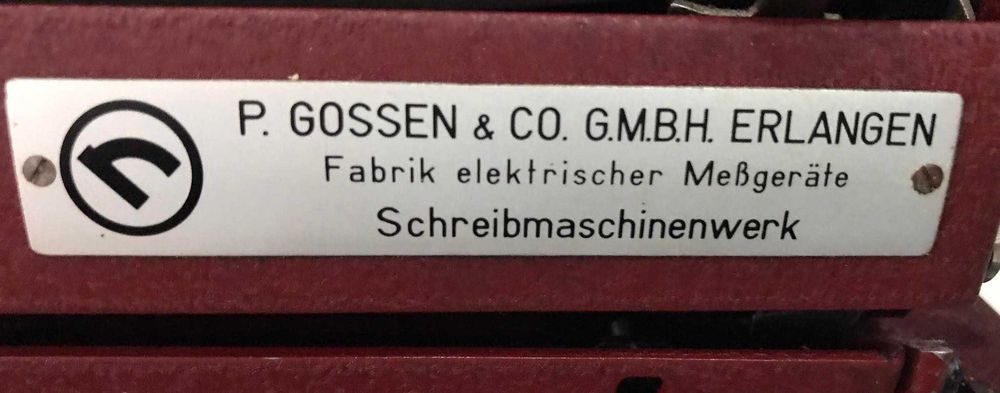 P. GOSSEN & CO. G.M.B.H. ERLANGEN
Fabrik elektrischer Meßgeräte
Schreibmaschinenwerk